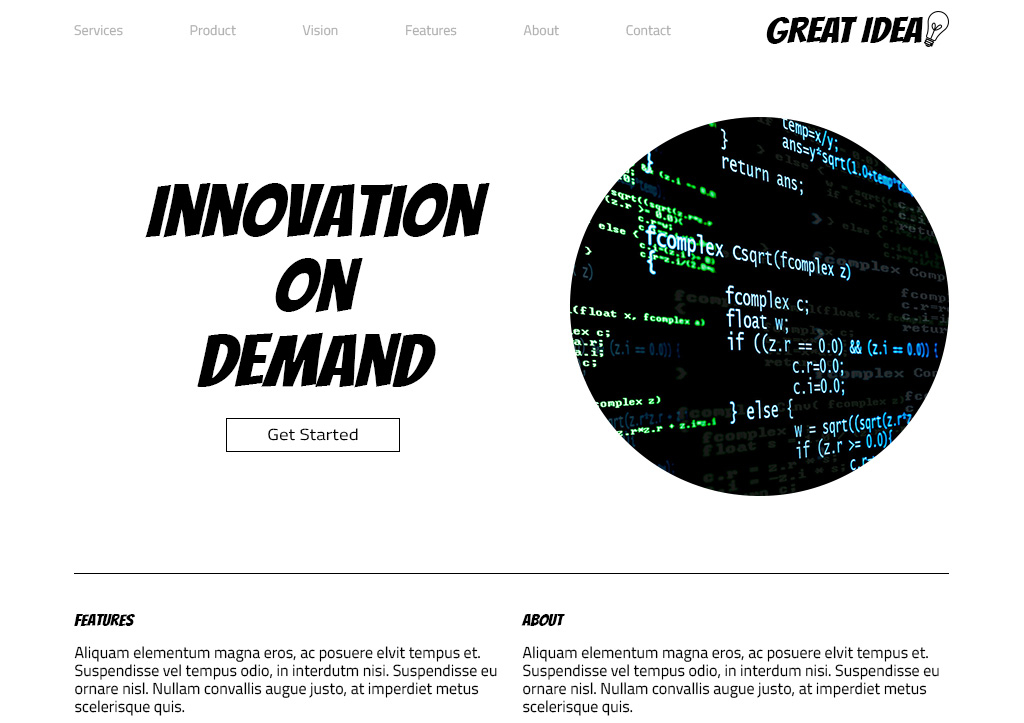 Services Product Vision Features About Contact GREAT IDEA
INNOVATION
ON
DEMAND
Get Started
temp=x/y;
ans=y*sqrt(1.0+temp*te
}
return ans;
fcomplex Csqrt(fcomplex z)
{
fcomplex c;
float w;
if ((z.r == 0.0) && (z.i == 0.0)) {
c.r=0.0;
c.i=0.0;
} else {
w = sqrt((sqrt(z.r*z
if (z.r >= 0.0){
FEATURES
Aliquam elementum magna eros, ac posuere elvit tempus et.
Suspendisse vel tempus odio, in interdutm nisi. Suspendisse eu
ornare nisl. Nullam convallis augue justo, at imperdiet metus
scelerisque quis.
ABOUT
Aliquam elementum magna eros, ac posuere elvit tempus et.
Suspendisse vel tempus odio, in interdum nisi. Suspendisse eu
ornare nisl. Nullam convallis augue justo, at imperdiet metus
scelerisque quis.